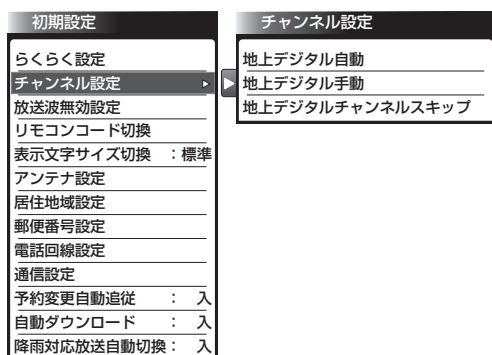 初期設定
らくらく設定
チャンネル設定
放送波無効設定
リモコンコード切換
表示文字サイズ切換 ：標準
アンテナ設定
居住地域設定
郵便番号設定
電話回線設定
通信設定
予約変更自動追従 ： 入
自動ダウンロード ： 入
降雨対応放送自動切換： 入
チャンネル設定
地上デジタル自動
地上デジタル手動
地上デジタルチャンネルスキップ